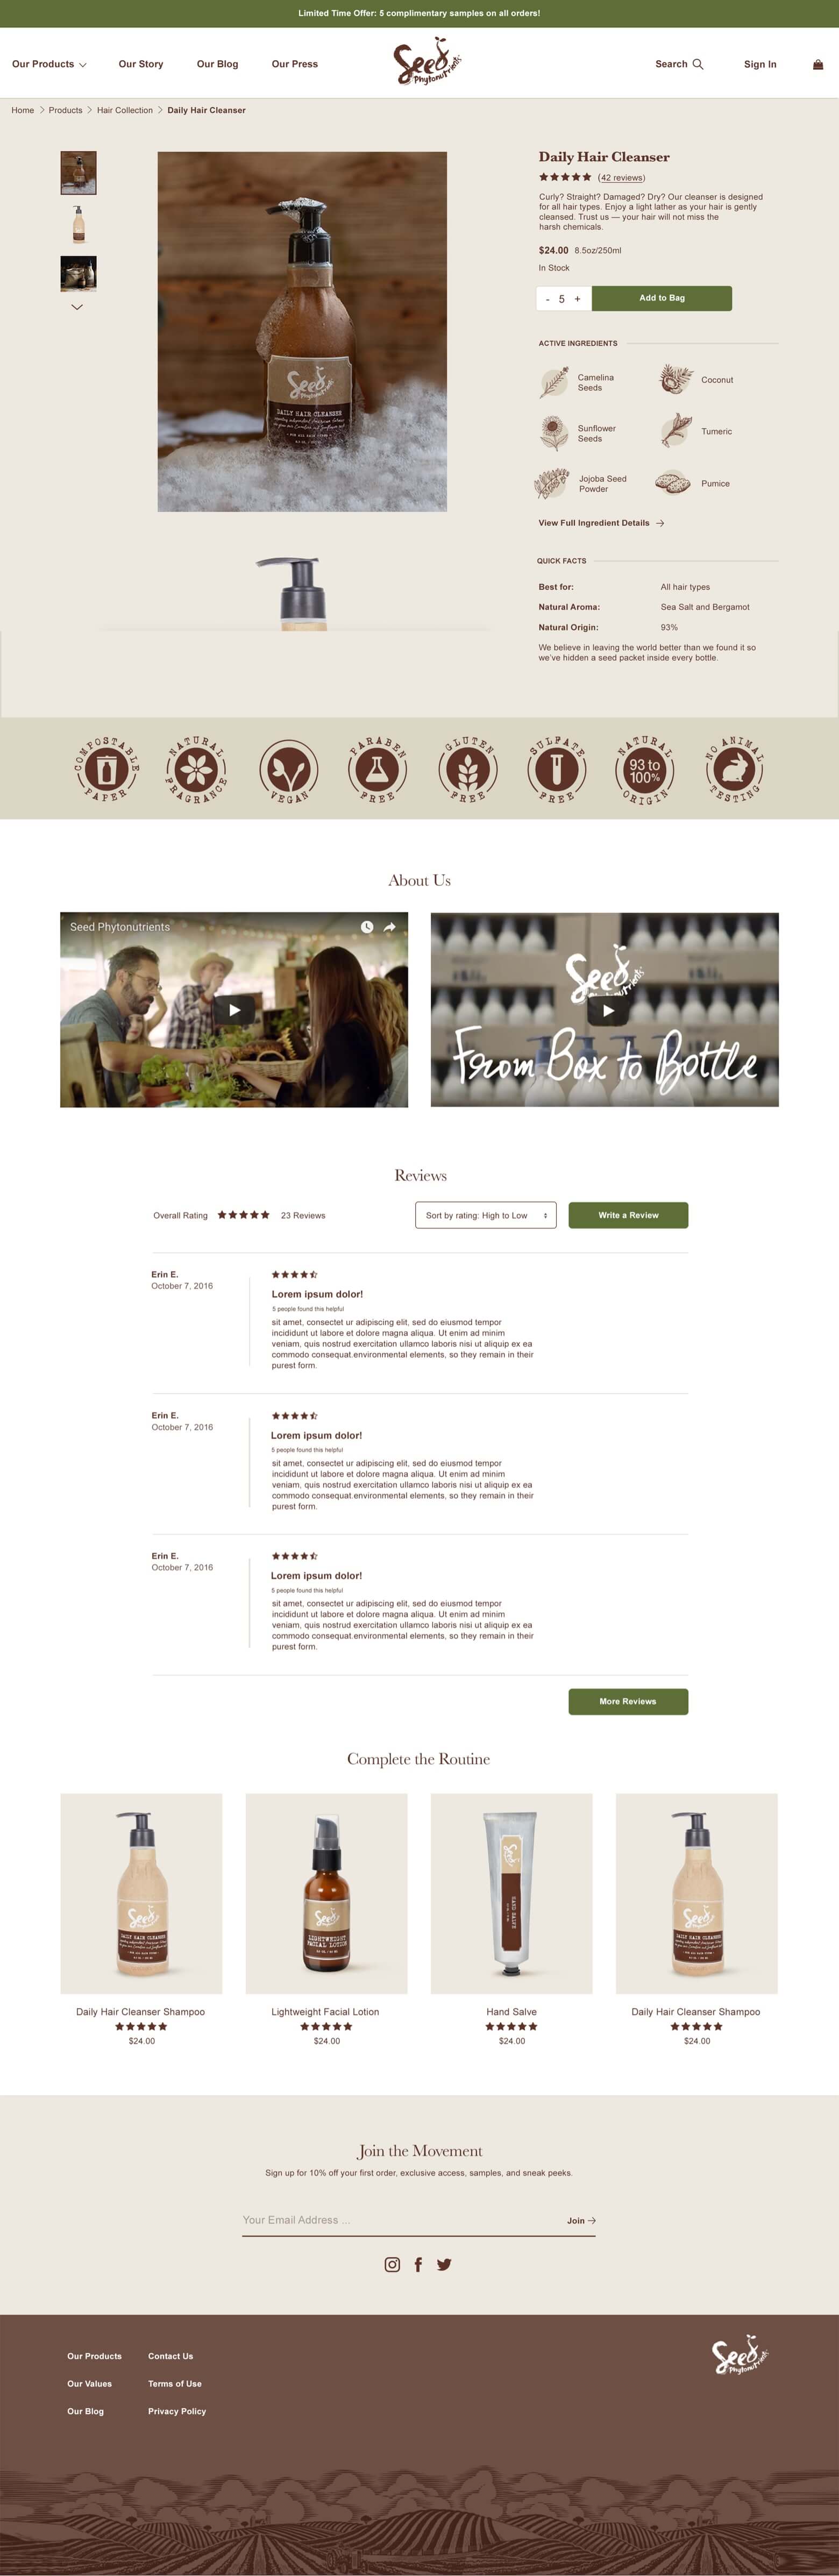 Limited Time Offer: 5 complimentary samples on all orders!
Our Products
Our Story
Our Blog
Our Press
Seed
Phytonutrients
Search
Sign In
Home > Products > Hair Collection > Daily Hair Cleanser
Daily Hair Cleanser
(42 reviews)
Curly? Straight? Damaged? Dry? Our cleanser is designed
for all hair types. Enjoy a light lather as your hair is gently
cleansed. Trust us — your hair will not miss the
harsh chemicals.
$24.00 8.5oz/250ml
In Stock
- 5 +
Add to Bag
Seed
Phytonutrients
DAILY HAIR CLEANSER
ACTIVE INGREDIENTS
Camelina
Seeds
Coconut
Sunflower
Seeds
Tumeric
Jojoba Seed
Powder
Pumice
View Full Ingredient Details
QUICK FACTS
Best for: All hair types
Natural Aroma: Sea Salt and Bergamot
Natural Origin: 93%
We believe in leaving the world better than we found it so
we've hidden a seed packet inside every bottle.
COMPOSTABLE PAPER
NATURAL FRAGRANCE
VEGAN
PARABEN FREE
GLUTEN FREE
SULFATE FREE
NATURAL 93 to 100% ORIGIN
NO ANIMAL TESTING
About Us
Seed Phytonutrients
Seed
Phytonutrients
From Box to Bottle
Reviews
Overall Rating
23 Reviews
Sort by rating: High to Low
Write a Review
Erin E.
October 7, 2016
Lorem ipsum dolor!
5 people found this helpful
sit amet, consectet ur adipiscing elit, sed do eiusmod tempor
incididunt ut labore et dolore magna aliqua. Ut enim ad minim
veniam, quis nostrud exercitation ullamco laboris nisi ut aliquip ex ea
commodo consequat.environmental elements, so they remain in their
purest form.
Erin E.
October 7, 2016
Lorem ipsum dolor!
5 people found this helpful
sit amet, consectet ur adipiscing elit, sed do eiusmod tempor
incididunt ut labore et dolore magna aliqua. Ut enim ad minim
veniam, quis nostrud exercitation ullamco laboris nisi ut aliquip ex ea
commodo consequat.environmental elements, so they remain in their
purest form.
Erin E.
October 7, 2016
Lorem ipsum dolor!
5 people found this helpful
sit amet, consectet ur adipiscing elit, sed do eiusmod tempor
incididunt ut labore et dolore magna aliqua. Ut enim ad minim
veniam, quis nostrud exercitation ullamco laboris nisi ut aliquip ex ea
commodo consequat.environmental elements, so they remain in their
purest form.
More Reviews
Complete the Routine
Seed
DAILY HAIR CLEANSER
Seed
LIGHTWEIGHT
FACIAL LOTION
HAND SALVE
Seed
DAILY HAIR CLEANSER
Daily Hair Cleanser Shampoo
$24.00
Lightweight Facial Lotion
$24.00
Hand Salve
$24.00
Daily Hair Cleanser Shampoo
$24.00
Join the Movement
Sign up for 10% off your first order, exclusive access, samples, and sneak peeks.
Your Email Address ...
Join
Our Products
Contact Us
Our Values
Terms of Use
Our Blog
Privacy Policy
Seed
Phytonutrients